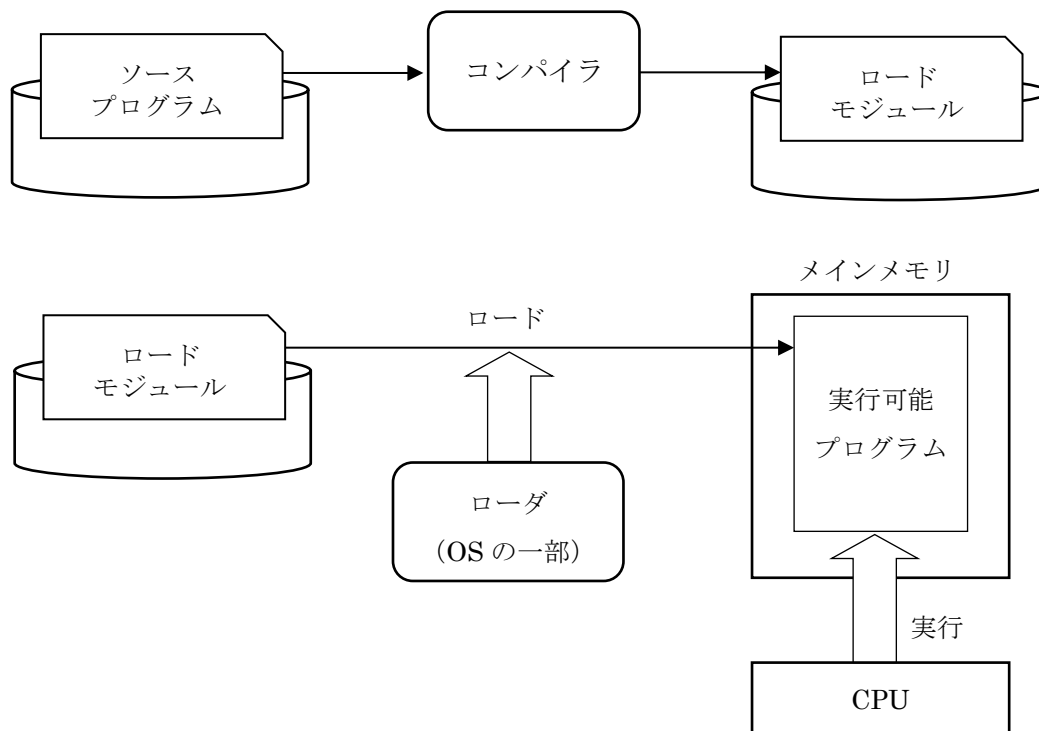 ソース
プログラム
コンパイラ
ロード
モジュール
メインメモリ
ロード
ロード
モジュール
実行可能
プログラム
ローダ
（OS の一部）
実行
CPU